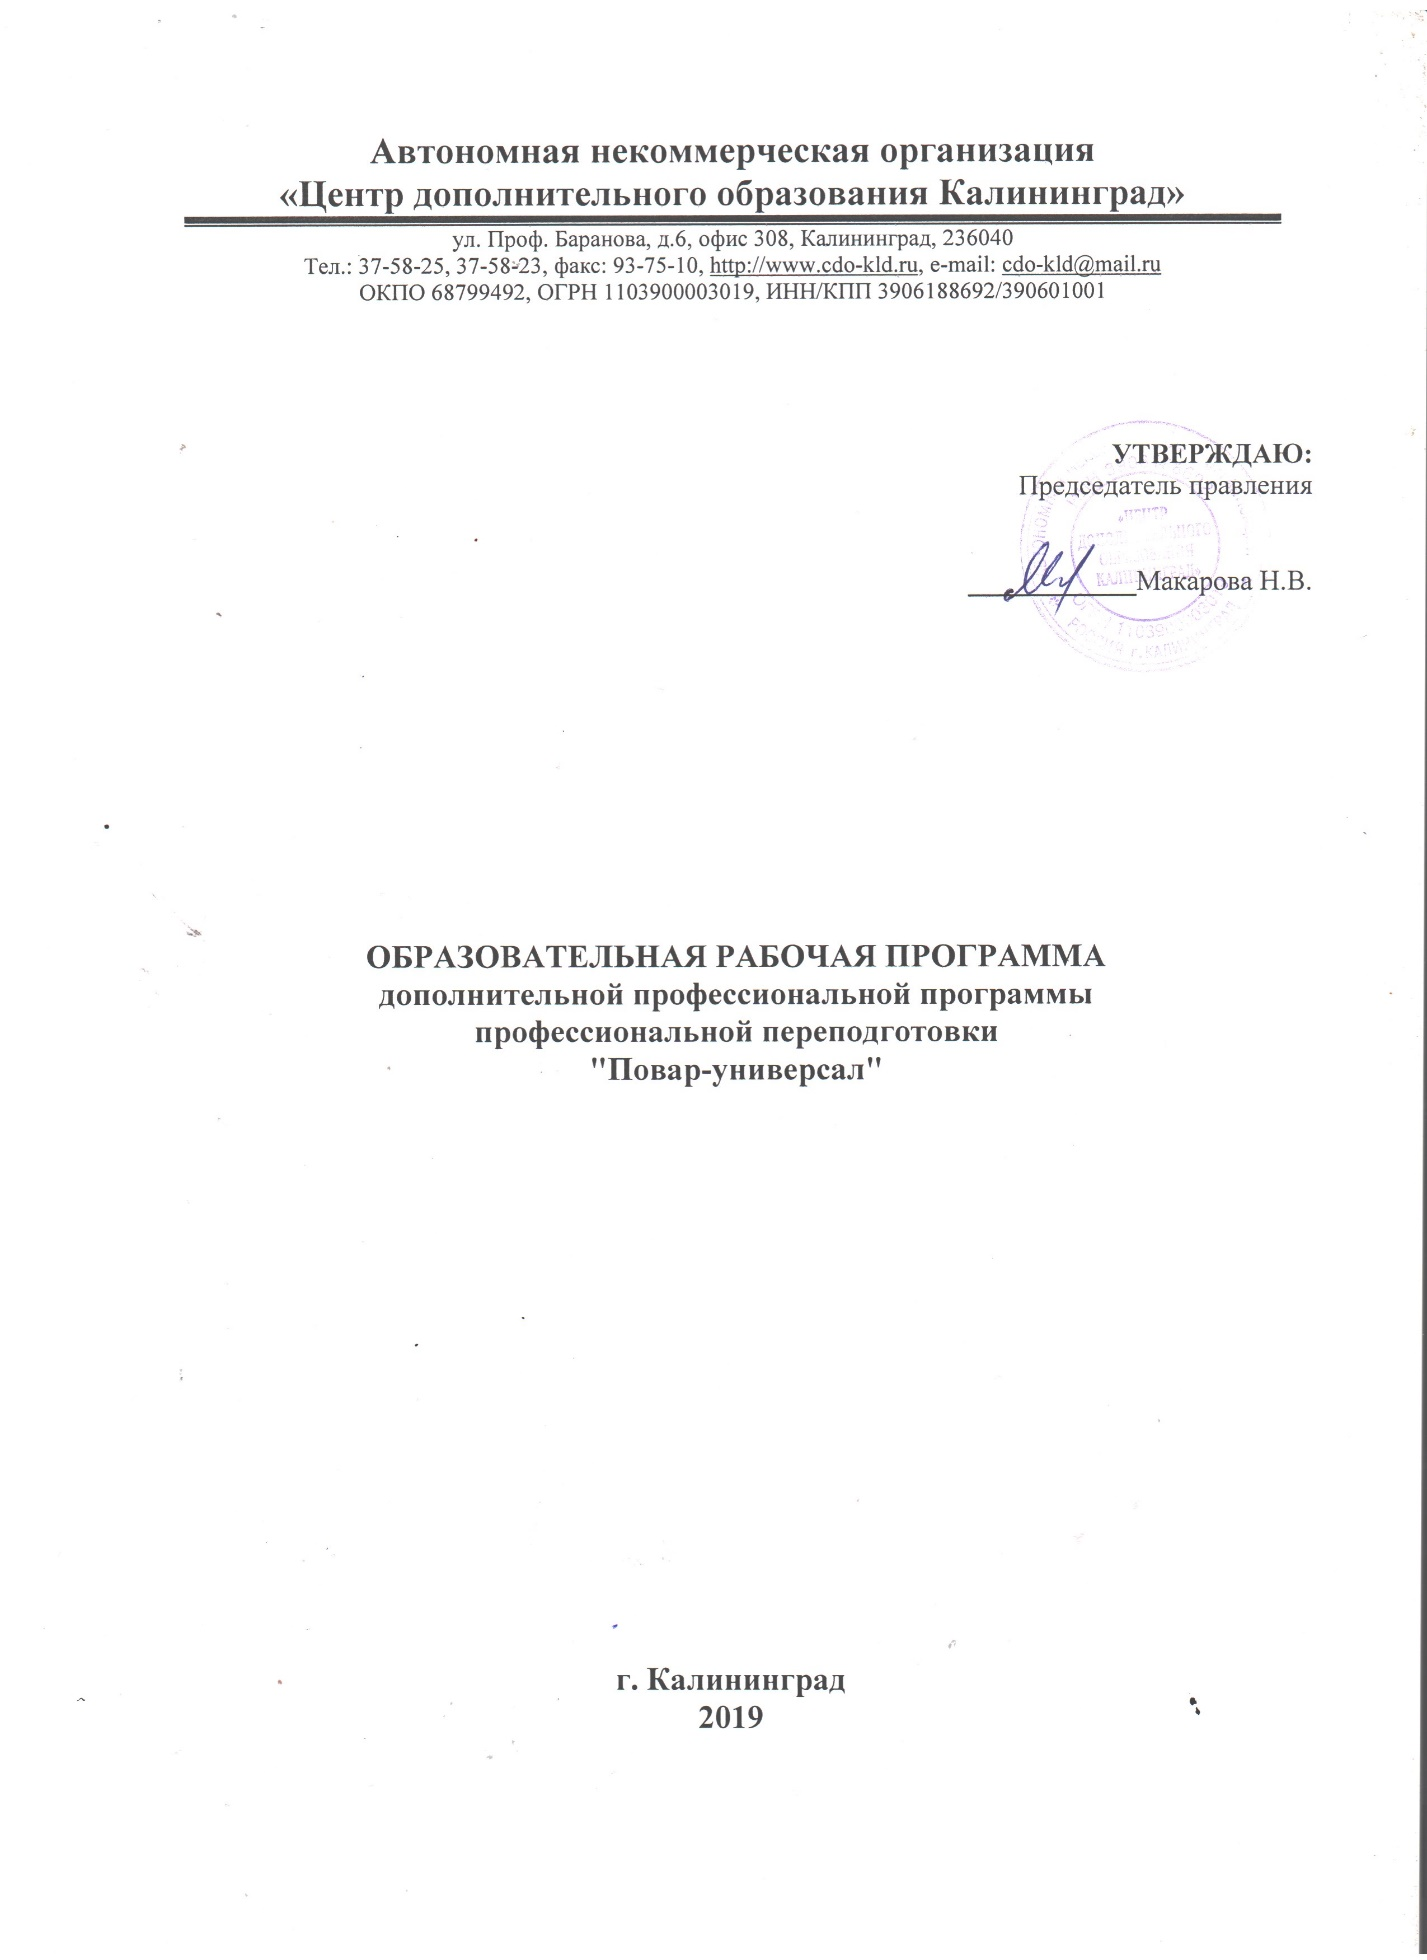 Автономная некоммерческая организация
«Центр дополнительного образования Калининград»
ул. Проф. Баранова, д.6, офис 308, Калининград, 236040
Тел.: 37-58-25, 37-58-23, факс: 93-75-10, http://www.cdo-kld.ru, e-mail: cdo-kld@mail.ru
ОКПО 68799492, ОГРН 1103900003019, ИНН/КПП 3906188692/390601001
УТВЕРЖДАЮ:
Председатель правления
Макарова Н.В.
«ЦЕНТР
КАЛИНИНГРАД»
ОБРАЗОВАТЕЛЬНАЯ РАБОЧАЯ ПРОГРАММА
дополнительной профессиональной программы
профессиональной переподготовки
"Повар-универсал"
г. Калининград
2019